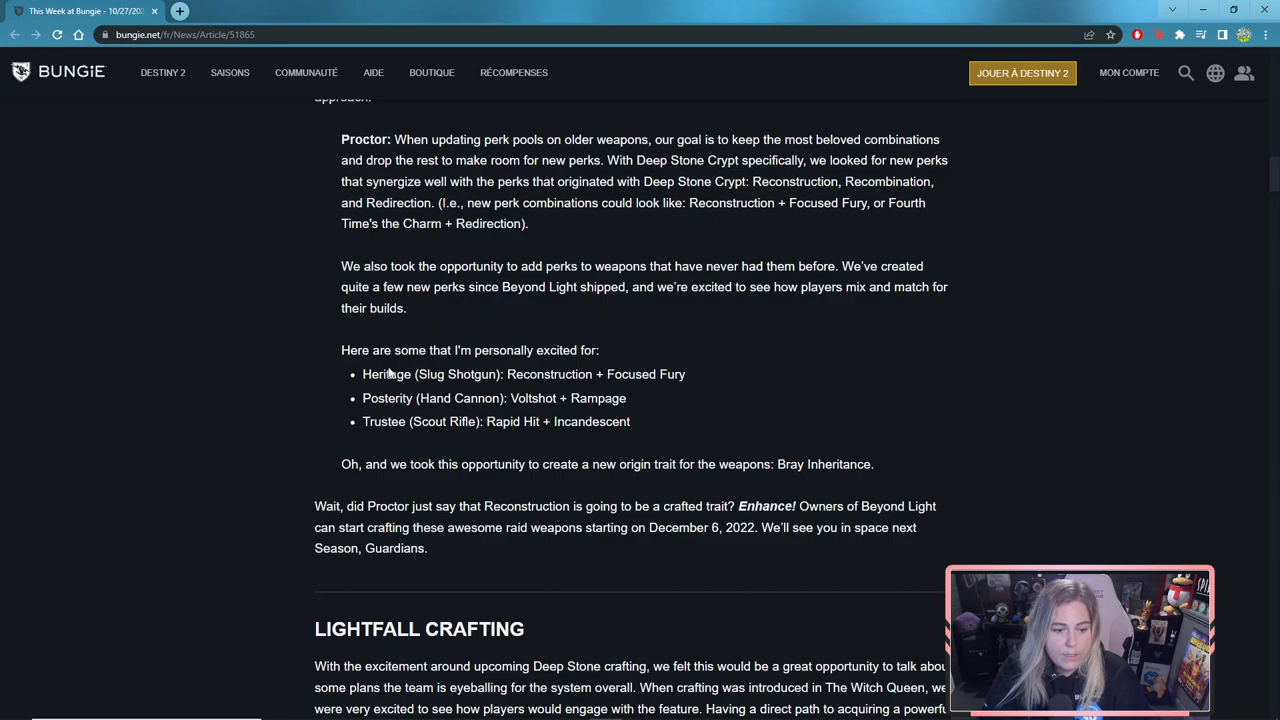 This Week at Bungie - 10/27/202
bungie.net/fr/News/Article/51865
BUNGIE
DESTINY 2
SAISONS
COMMUNAUTÉ
AIDE
BOUTIQUE
RÉCOMPENSES
JOUER À DESTINY 2
MON COMPTE
approach.
Proctor: When updating perk pools on older weapons, our goal is to keep the most beloved combinations
and drop the rest to make room for new perks. With Deep Stone Crypt specifically, we looked for new perks
that synergize well with the perks that originated with Deep Stone Crypt: Reconstruction, Recombination,
and Redirection. (I.e., new perk combinations could look like: Reconstruction + Focused Fury, or Fourth
Time's the Charm + Redirection).
We also took the opportunity to add perks to weapons that have never had them before. We've created
quite a few new perks since Beyond Light shipped, and we're excited to see how players mix and match for
their builds.
Here are some that I'm personally excited for:
• Heritage (Slug Shotgun): Reconstruction + Focused Fury
• Posterity (Hand Cannon): Voltshot + Rampage
• Trustee (Scout Rifle): Rapid Hit + Incandescent
Oh, and we took this opportunity to create a new origin trait for the weapons: Bray Inheritance.
Wait, did Proctor just say that Reconstruction is going to be a crafted trait? Enhance! Owners of Beyond Light
can start crafting these awesome raid weapons starting on December 6, 2022. We'll see you in space next
Season, Guardians.
LIGHTFALL CRAFTING
With the excitement around upcoming Deep Stone crafting, we felt this would be a great opportunity to talk abou
some plans the team is eyeballing for the system overall. When crafting was introduced in The Witch Queen, we
were very excited to see how players would engage with the feature. Having a direct path to acquiring a powerfu